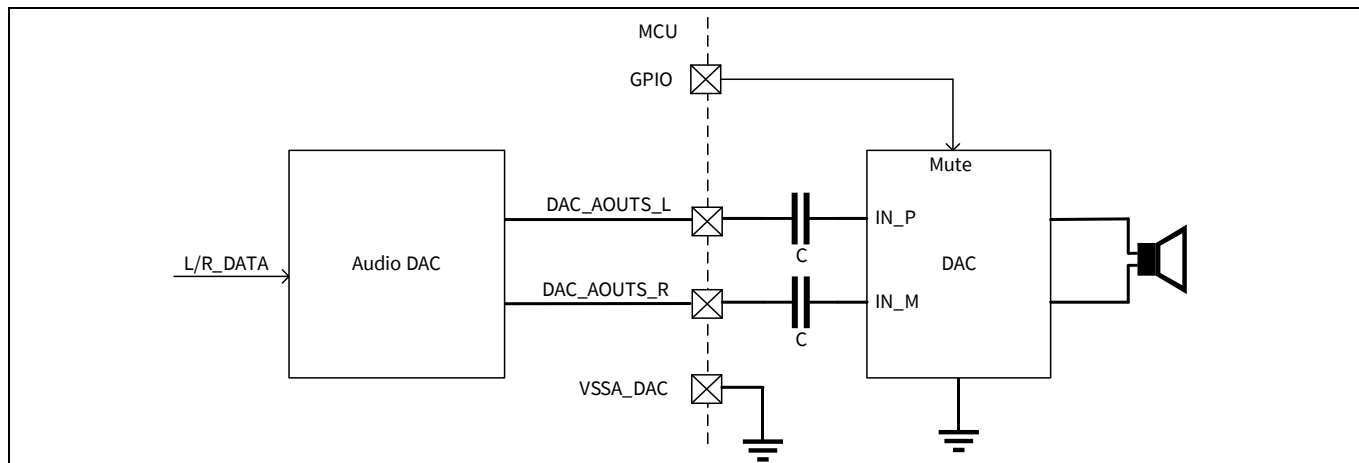 MCU
GPIO
Mute
DAC_AOUTS_L
IN_P
C
L/R_DATA
Audio DAC
DAC
DAC_AOUTS_R
IN_M
C
VSSA_DAC